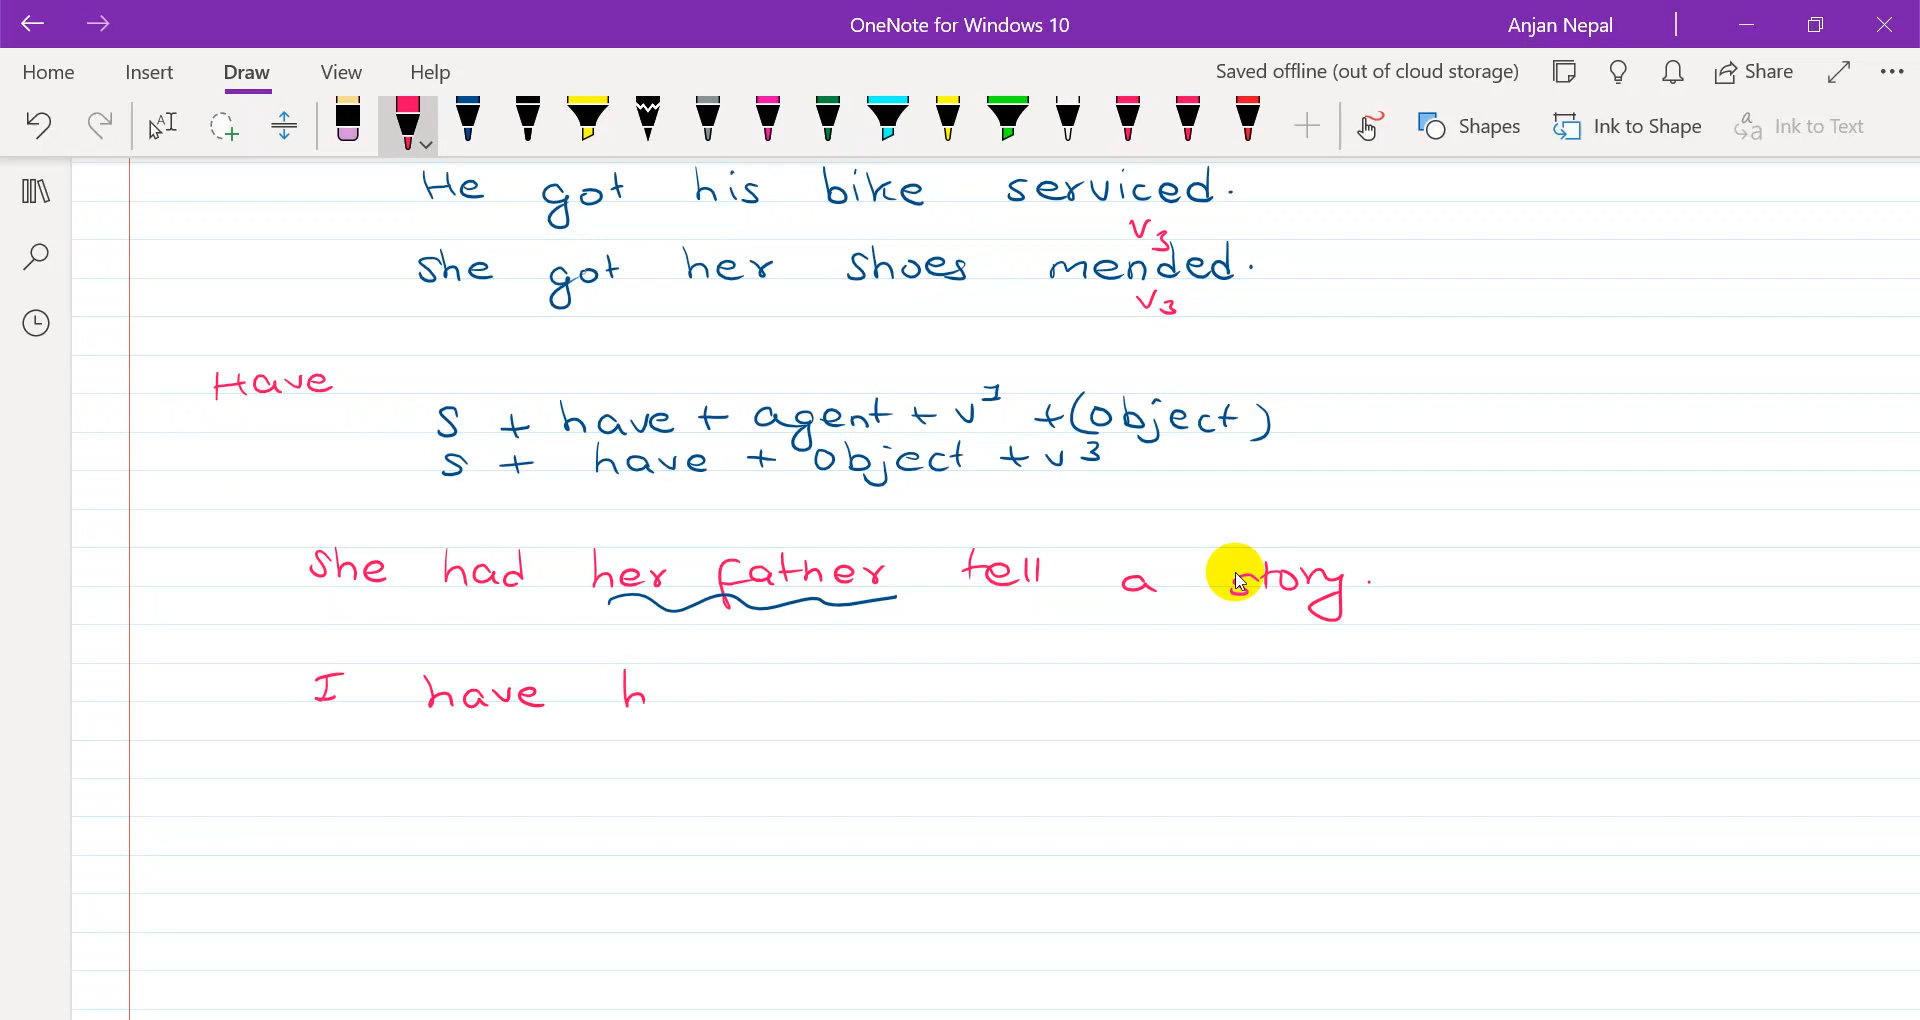 OneNote for Windows 10
Anjan Nepal
Home Insert Draw View Help
Saved offline (out of cloud storage)
Share
Shapes
Ink to Shape
Ink to Text
He got his bike serviced.
V3
She got her shoes mended.
V3
Have
S + have + agent + v1 + (object)
S + have + object + v3
She had her father tell a story.
I have h